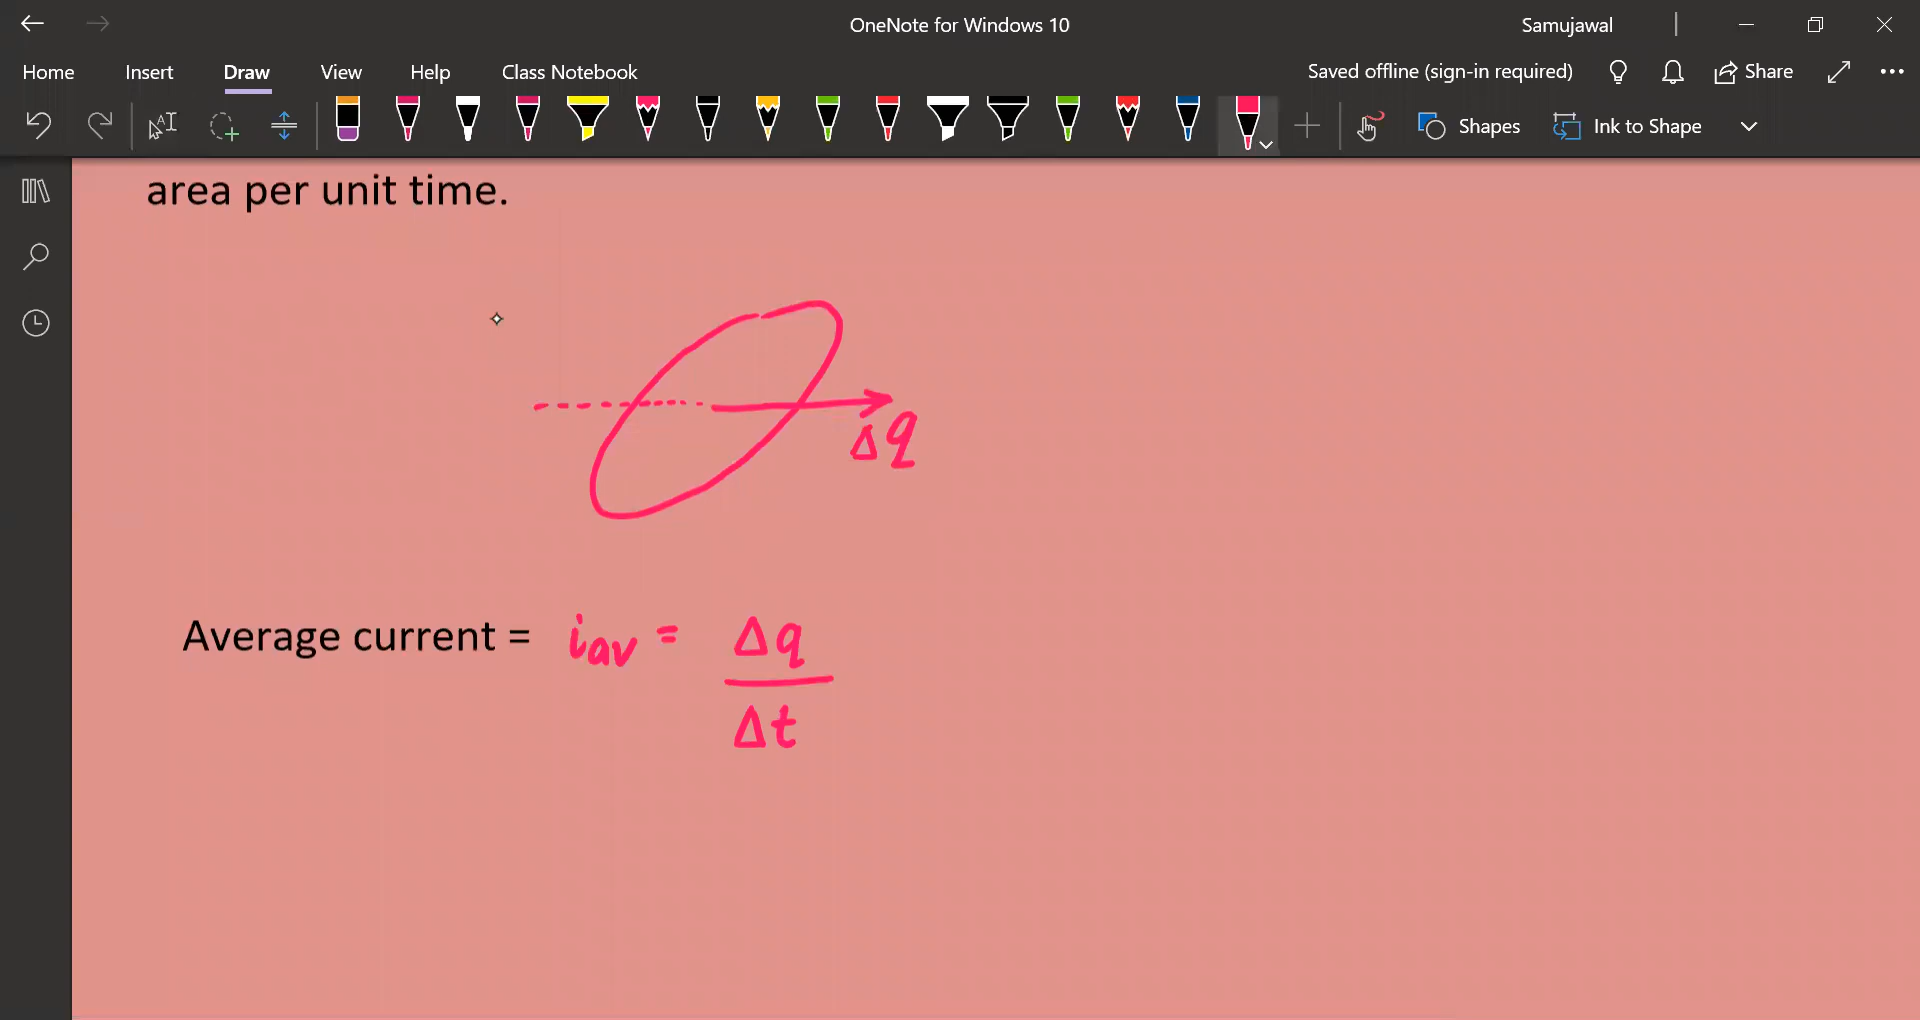 OneNote for Windows 10
Samujawal
Home Insert Draw View Help Class Notebook
Saved offline (sign-in required) Share
Shapes Ink to Shape
area per unit time.
Δq
Average current = iav = Δq
Δt